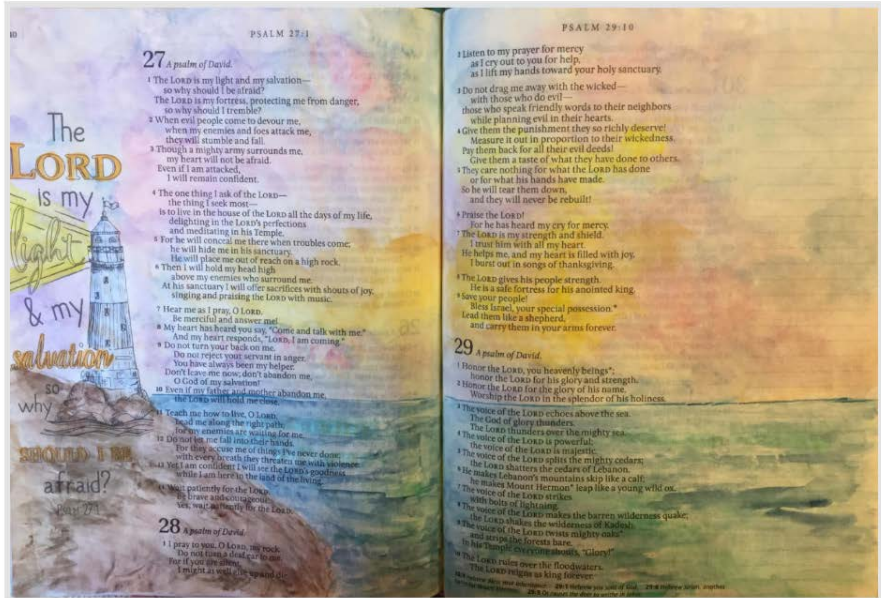 PSALM 27:1
The
LORD
is my
light
& my
salvation
so
why
SHOULD I BE
afraid?
Psalm 27:1
27 A psalm of David.
1 The LORD is my light and my salvation—
so why should I be afraid?
The LORD is my fortress, protecting me from danger,
so why should I tremble?
2 When evil people come to devour me,
when my enemies and foes attack me,
they will stumble and fall.
3 Though a mighty army surrounds me,
my heart will not be afraid.
Even if I am attacked,
I will remain confident.
4 The one thing I ask of the LORD—
the thing I seek most—
is to live in the house of the LORD all the days of my life,
delighting in the LORD's perfections
and meditating in his Temple.
5 For he will conceal me there when troubles come;
he will hide me in his sanctuary.
He will place me out of reach on a high rock.
6 Then I will hold my head high
above my enemies who surround me.
At his sanctuary I will offer sacrifices with shouts of joy,
singing and praising the LORD with music.
7 Hear me as I pray, O LORD.
Be merciful and answer me!
8 My heart has heard you say, "Come and talk with me."
And my heart responds, "LORD, I am coming."
9 Do not turn your back on me.
Do not reject your servant in anger.
You have always been my helper.
Don't leave me now; don't abandon me,
O God of my salvation!
10 Even if my father and mother abandon me,
the LORD will hold me close.
11 Teach me how to live, O LORD.
Lead me along the right path,
for my enemies are waiting for me.
12 Do not let me fall into their hands.
For they accuse me of things I've never done;
with every breath they threaten me with violence.
13 Yet I am confident I will see the LORD's goodness
while I am here in the land of the living.
14 Wait patiently for the LORD.
Be brave and courageous.
Yes, wait patiently for the LORD.
28 A psalm of David.
1 I pray to you, O LORD, my rock.
Do not turn a deaf ear to me.
For if you are silent,
I might as well give up and die.
PSALM 29:10
2 Listen to my prayer for mercy
as I cry out to you for help,
as I lift my hands toward your holy sanctuary.
3 Do not drag me away with the wicked—
with those who do evil—
those who speak friendly words to their neighbors
while planning evil in their hearts.
4 Give them the punishment they so richly deserve!
Measure it out in proportion to their wickedness.
Pay them back for all their evil deeds!
Give them a taste of what they have done to others.
5 They care nothing for what the LORD has done
or for what his hands have made.
So he will tear them down,
and they will never be rebuilt!
6 Praise the LORD!
For he has heard my cry for mercy.
7 The LORD is my strength and shield.
I trust him with all my heart.
He helps me, and my heart is filled with joy.
I burst out in songs of thanksgiving.
8 The LORD gives his people strength.
He is a safe fortress for his anointed king.
9 Save your people!
Bless Israel, your special possession.*
Lead them like a shepherd,
and carry them in your arms forever.
29 A psalm of David.
1 Honor the LORD, you heavenly beings*;
honor the LORD for his glory and strength.
2 Honor the LORD for the glory of his name.
Worship the LORD in the splendor of his holiness.
3 The voice of the LORD echoes above the sea.
The God of glory thunders.
The LORD thunders over the mighty sea.
4 The voice of the LORD is powerful;
the voice of the LORD is majestic.
5 The voice of the LORD splits the mighty cedars;
the LORD shatters the cedars of Lebanon.
6 He makes Lebanon's mountains skip like a calf;
he makes Mount Hermon* leap like a young wild ox.
7 The voice of the LORD strikes
with bolts of lightning.
8 The voice of the LORD makes the barren wilderness quake;
the LORD shakes the wilderness of Kadesh.
9 The voice of the LORD twists mighty oaks*
and strips the forests bare.
In his Temple everyone shouts, "Glory!"
10 The LORD rules over the floodwaters.
The LORD reigns as king forever.